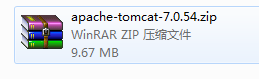 apache-tomcat-7.0.54.zip
WinRAR ZIP 压缩文件
9.67 MB